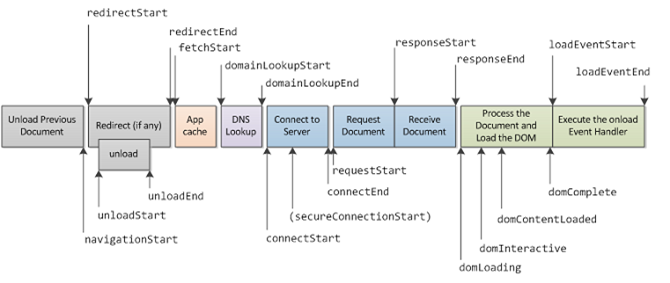 redirectStart
redirectEnd
fetchStart
domainLookupStart
domainLookupEnd
responseStart
responseEnd
loadEventStart
loadEventEnd
Unload Previous
Document
Redirect (if any)
unload
App
cache
DNS
Lookup
Connect to
Server
Request
Document
Receive
Document
Process the
Document and
Load the DOM
Execute the onload
Event Handler
requestStart
connectEnd
(secureConnectionStart)
connectStart
unloadEnd
unloadStart
navigationStart
domComplete
domContentLoaded
domInteractive
domLoading